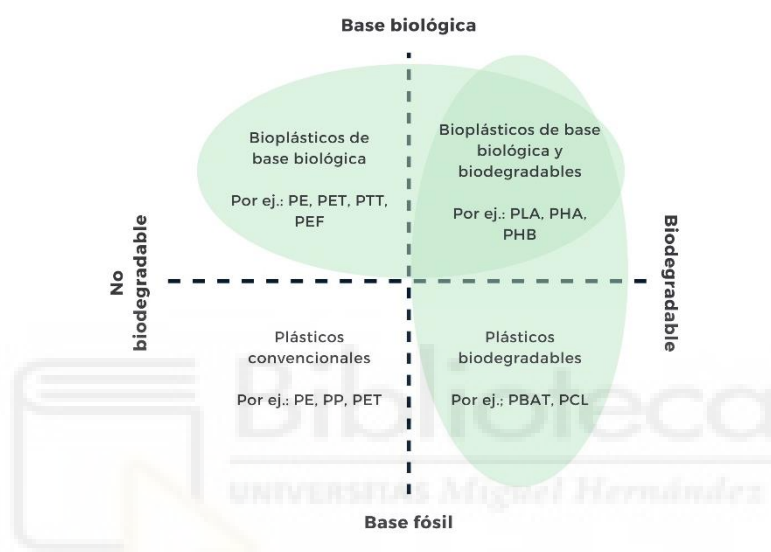 Base biológica
Bioplásticos de
base biológica
Por ej.: PE, PET, PTT,
PEF
Bioplásticos de base
biológica y
biodegradables
Por ej.: PLA, PHA,
PHB
No
biodegradable
Biodegradable
Plásticos
convencionales
Por ej.: PE, PP, PET
Plásticos
biodegradables
Por ej.; PBAT, PCL
Biblioteca
UNIVERSITAS Miguel Hernández
Base fósil